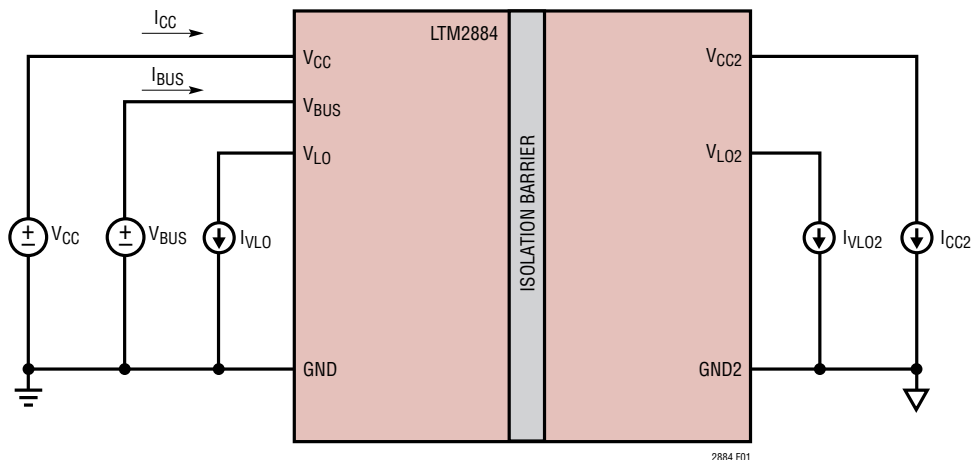 ICC
LTM2884
VCC
VCC2
IBUS
VBUS
VLO
VLO2
ISOLATION BARRIER
+
−
VCC
+
−
VBUS
IVLO
IVLO2
ICC2
GND
GND2
2884 F01